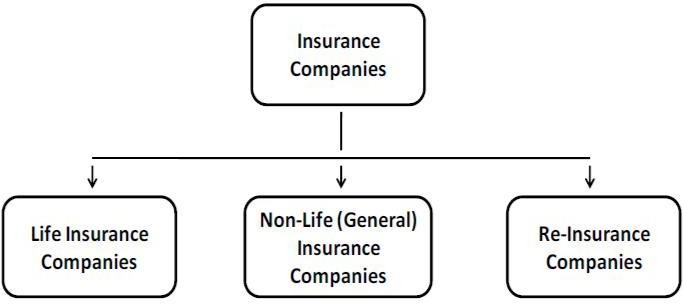 Insurance
Companies
Life Insurance
Companies
Non-Life (General)
Insurance
Companies
Re-Insurance
Companies